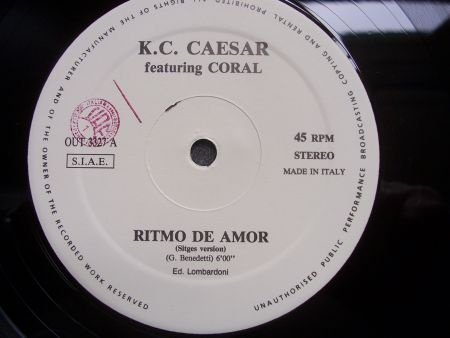 ALL RIGHTS OF THE MANUFACTURER AND OF THE OWNER OF THE RECORDED WORK RESERVED
UNAUTHORISED PUBLIC PERFORMANCE BROADCASTING COPYING AND RENTAL PROHIBITED
K.C. CAESAR
featuring CORAL
OUT 3327 A
S.I.A.E.
45 RPM
STEREO
MADE IN ITALY
RITMO DE AMOR
(Sitges version)
(G. Benedetti) 6'00"
Ed. Lombardoni